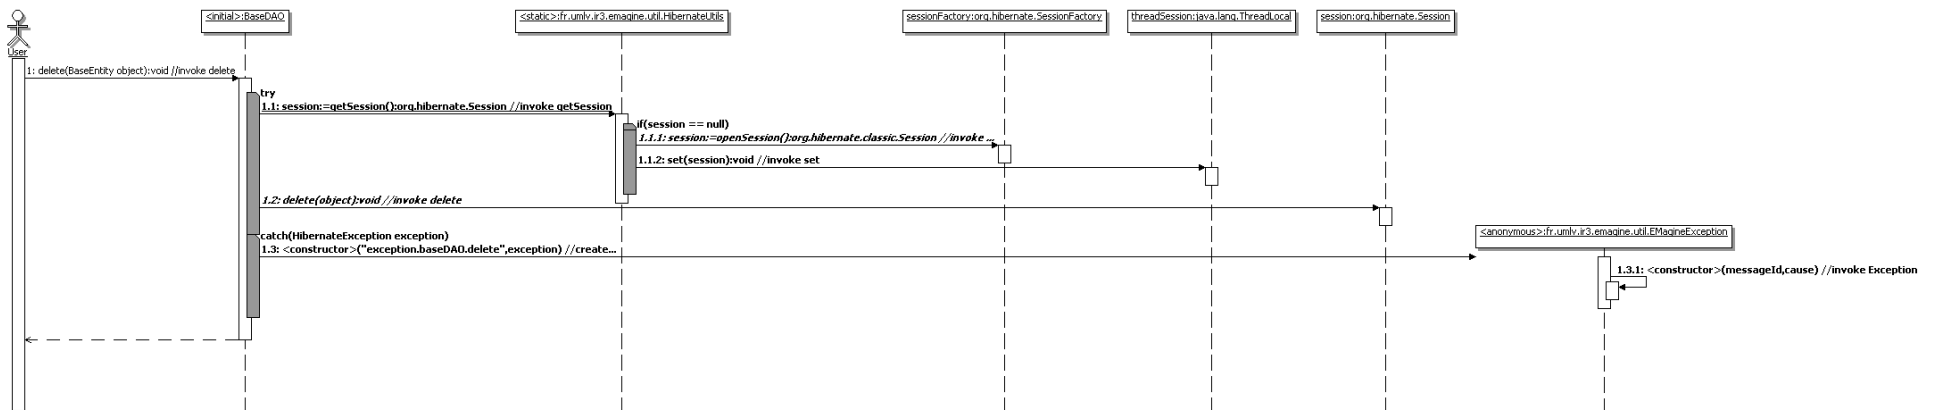 <initial>:BaseDAO
<static>:fr.umlv.ir3.emagine.util.HibernateUtils
sessionFactory:org.hibernate.SessionFactory
threadSession:java.lang.ThreadLocal
session:org.hibernate.Session
User
1: delete(BaseEntity object):void //invoke delete
try
1.1: session:=getSession():org.hibernate.Session //invoke getSession
if(session == null)
1.1.1: session:=openSession():org.hibernate.classic.Session //invoke ...
1.1.2: set(session):void //invoke set
1.2: delete(object):void //invoke delete
catch(HibernateException exception)
<anonymous>:fr.umlv.ir3.emagine.util.EMagineException
1.3: <constructor>("exception.baseDAO.delete",exception) //create...
1.3.1: <constructor>(messageId,cause) //invoke Exception